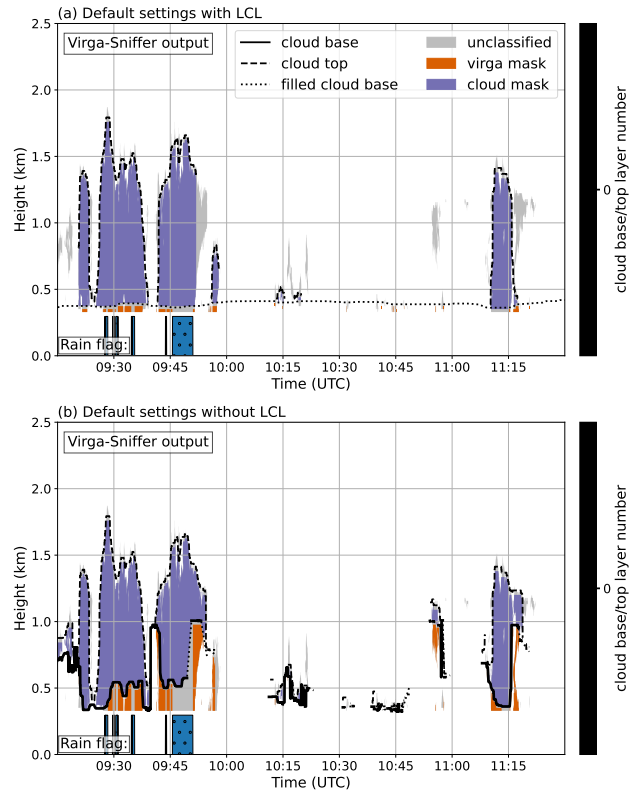 (a) Default settings with LCL
Virga-Sniffer output
cloud base
cloud top
filled cloud base
unclassified
virga mask
cloud mask
2.5
2.0
1.5
1.0
0.5
0.0
Height (km)
Rain flag:
09:30 09:45 10:00 10:15 10:30 10:45 11:00 11:15
Time (UTC)
0
cloud base/top layer number
(b) Default settings without LCL
Virga-Sniffer output
2.5
2.0
1.5
1.0
0.5
0.0
Height (km)
Rain flag:
09:30 09:45 10:00 10:15 10:30 10:45 11:00 11:15
Time (UTC)
0
cloud base/top layer number